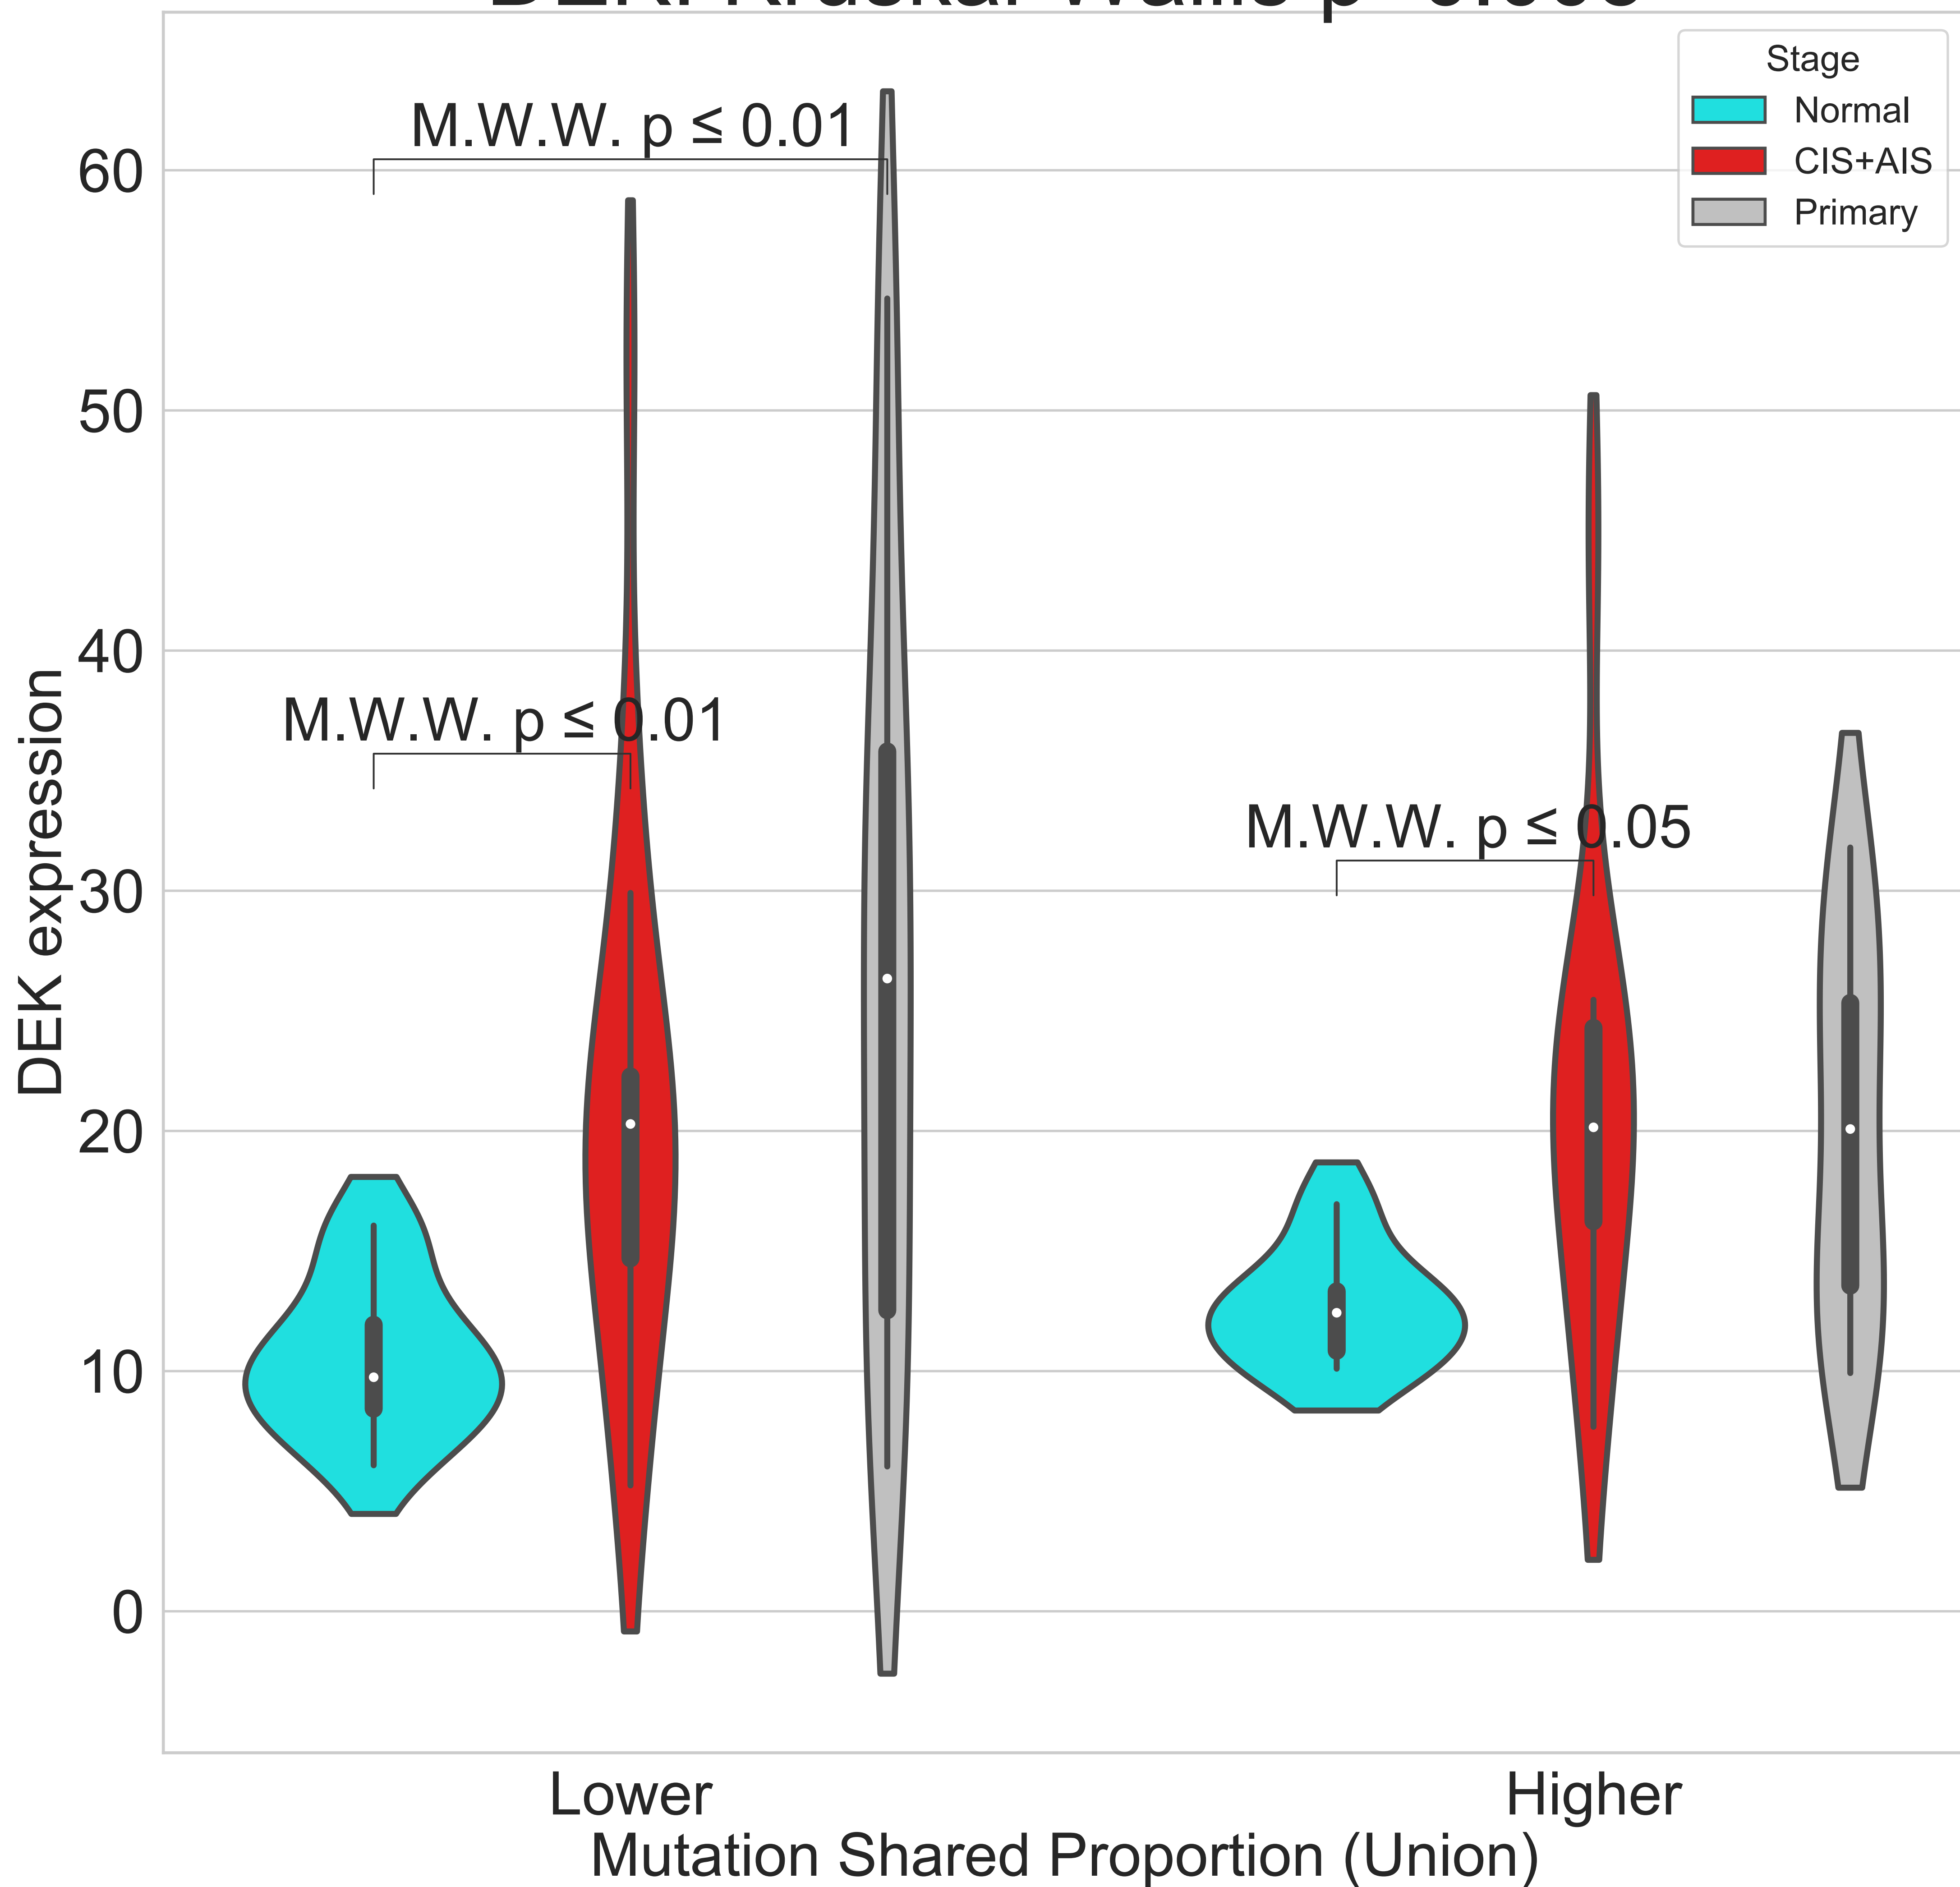 Stage
Normal
CIS+AIS
Primary
M.W.W. p ≤ 0.01
M.W.W. p ≤ 0.01
M.W.W. p ≤ 0.05
60
50
40
30
20
10
0
DEK expression
Lower
Higher
Mutation Shared Proportion (Union)